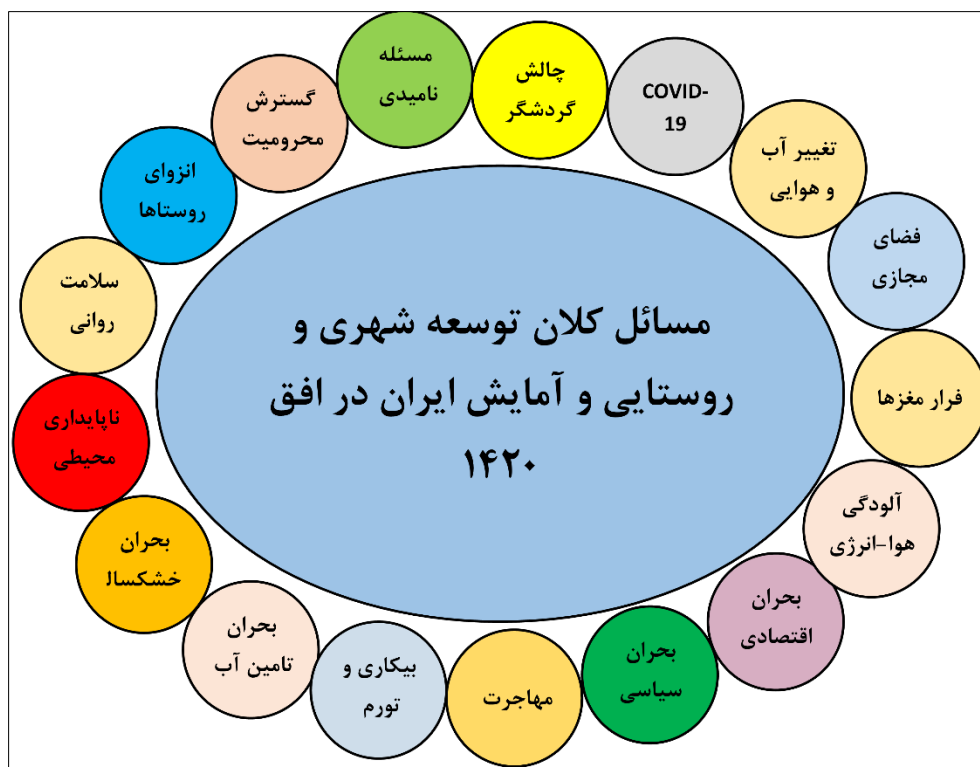 مسائل کلان توسعه شهری و
روستایی و آمایش ایران در افق
۱۴۲۰
چالش
گردشگر
COVID-
19
تغییر آب
و هوایی
فضای
مجازی
فرار مغزها
آلودگی
هوا-انرژی
بحران
اقتصادی
بحران
سیاسی
مهاجرت
بیکاری و
تورم
بحران
تامین آب
بحران
خشکسال
ناپایداری
محیطی
سلامت
روانی
انزوای
روستاها
گسترش
محرومیت
مسئله
نامیدی